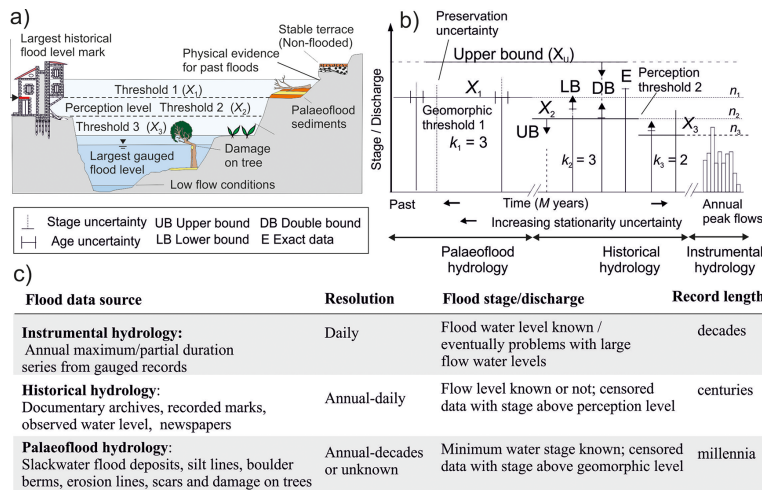 a)
Largest historical
flood level mark
Stable terrace
(Non-flooded)
Physical evidence
for past floods
Threshold 1 (X₁)
Perception level
Threshold 2 (X₂)
Threshold 3 (X₃)
Palaeoflood
sediments
Damage
on tree
Largest gauged
flood level
Low flow conditions
Stage uncertainty UB Upper bound DB Double bound
Age uncertainty LB Lower bound E Exact data
b)
Preservation
uncertainty
Upper bound (Xᵤ)
Stage / Discharge
X₁
Geomorphic
threshold 1
k₁ = 3
LB
DB
E
Perception
threshold 2
n₁
X₂
n₂
UB
k₂ = 3
X₃
n₃
k₃ = 2
Past
Time (M years)
Annual
peak flows
Increasing stationarity uncertainty
Palaeoflood
hydrology
Historical
hydrology
Instrumental
hydrology
c)
Flood data source Resolution Flood stage/discharge Record length
Instrumental hydrology:
Annual maximum/partial duration
series from gauged records
Daily
Flood water level known /
eventually problems with large
flow water levels
decades
Historical hydrology:
Documentary archives, recorded marks,
observed water level, newspapers
Annual-daily
Flow level known or not; censored
data with stage above perception level
centuries
Palaeoflood hydrology:
Slackwater flood deposits, silt lines, boulder
berms, erosion lines, scars and damage on trees
Annual-decades
or unknown
Minimum water stage known; censored
data with stage above geomorphic level
millennia